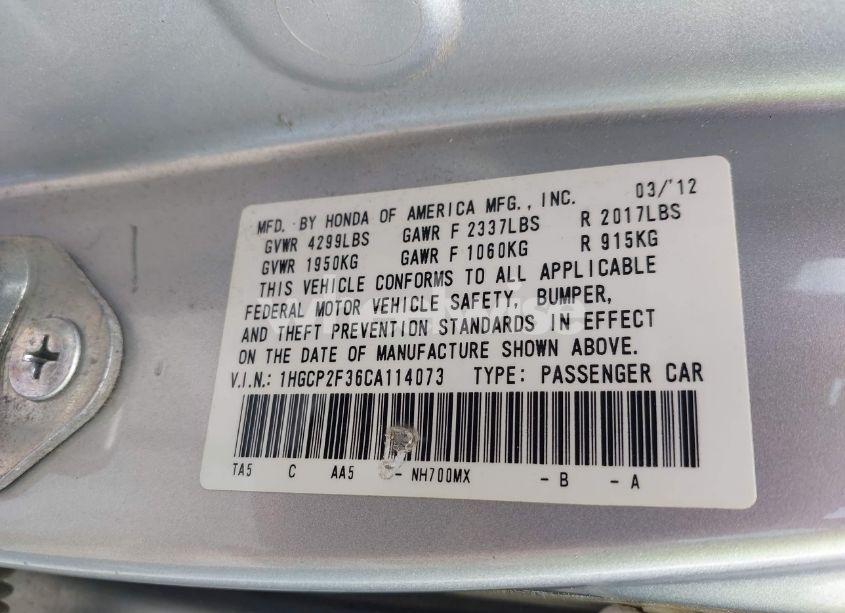 MFD. BY HONDA OF AMERICA MFG., INC. 03/'12
GVWR 4299LBS GAWR F 2337LBS R 2017LBS
GVWR 1950KG GAWR F 1060KG R 915KG
THIS VEHICLE CONFORMS TO ALL APPLICABLE
FEDERAL MOTOR VEHICLE SAFETY, BUMPER,
AND THEFT PREVENTION STANDARDS IN EFFECT
ON THE DATE OF MANUFACTURE SHOWN ABOVE.
V.I.N.: 1HGCP2F36CA114073 TYPE: PASSENGER CAR
TA5 C AA5 - NH700MX - B - A